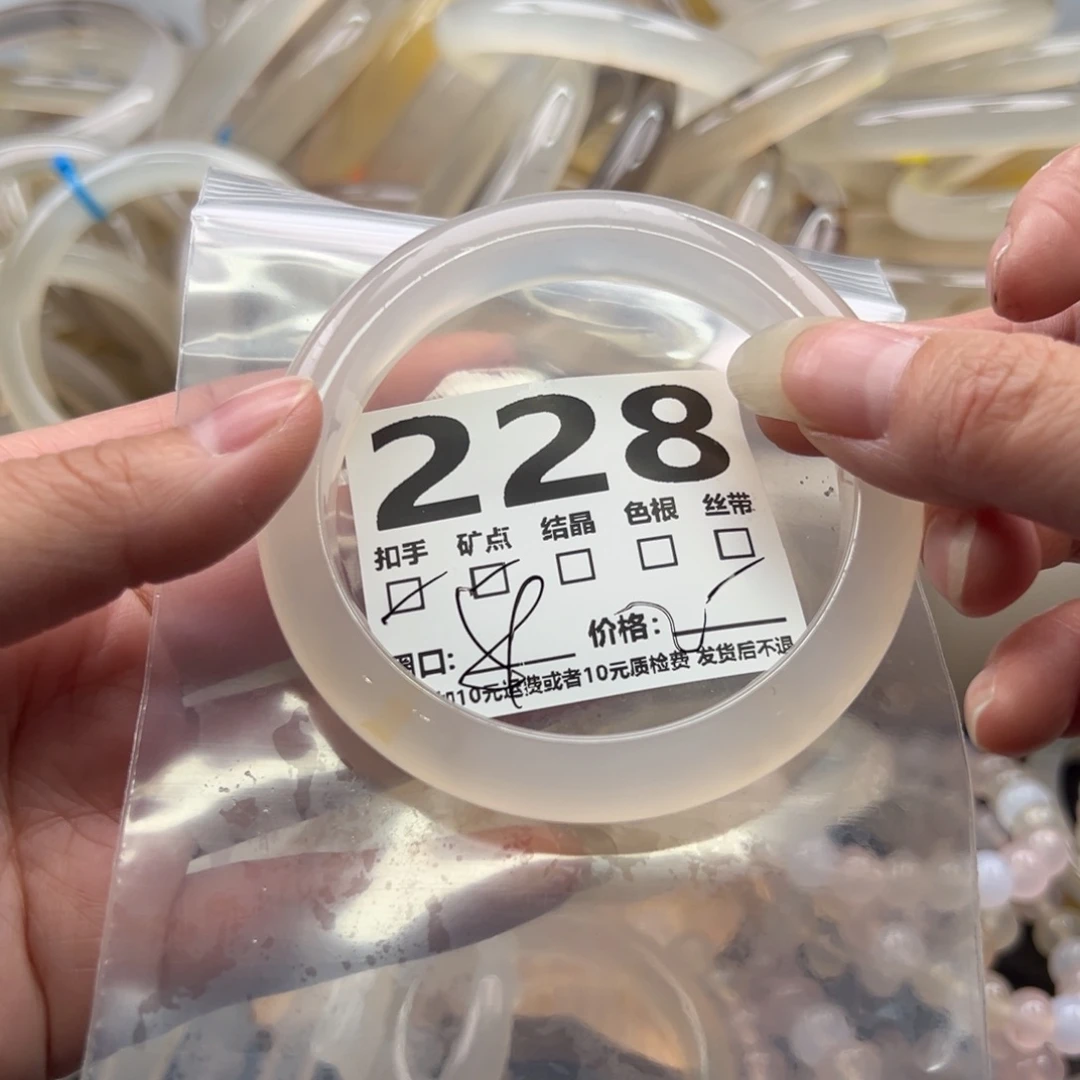 228
扣手 矿点 结晶 色根 丝带
圈口: 价格:
10元运费或者10元质检费 发货后不退